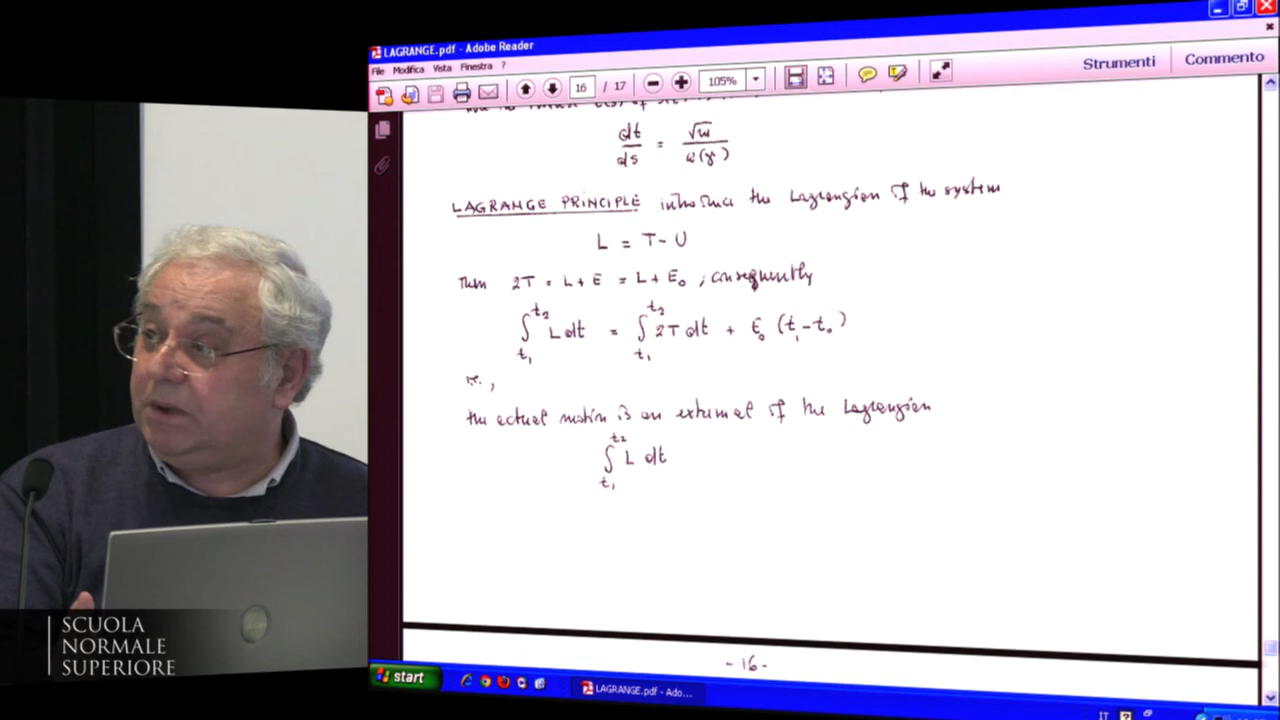 LAGRANGE.pdf - Adobe Reader
File Modifica Vista Finestra ?
16 / 17 105% Strumenti Commento
dt/ds = √w / w(γ)
LAGRANGE PRINCIPLE introduce the Lagrangian of the system
L = T - U
Then 2T = L + E = L + E₀, consequently
∫_{t₁}^{t₂} L dt = ∫_{t₁}^{t₂} 2T dt + E₀ (t₁ - t₀)
i.e.,
the actual motion is an extremal of the Lagrangian
∫_{t₁}^{t₂} L dt
- 16 -
start LAGRANGE.pdf - Ado...
IT
SCUOLA
NORMALE
SUPERIORE